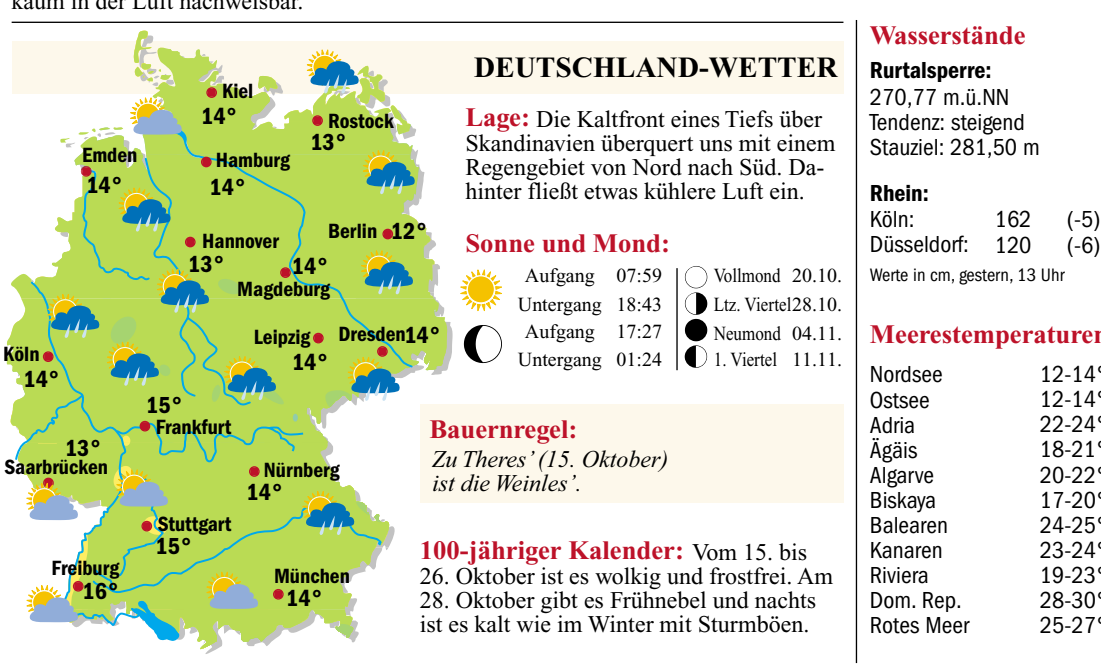 kaum in der Luft nachweisbar.
DEUTSCHLAND-WETTER
Kiel
14°
Rostock
13°
Emden
14°
Hamburg
14°
Berlin 12°
Hannover
13°
14°
Magdeburg
Leipzig
14°
Dresden 14°
Köln
14°
15°
Frankfurt
13°
Saarbrücken
Nürnberg
14°
Stuttgart
15°
Freiburg
16°
München
14°
Lage: Die Kaltfront eines Tiefs über
Skandinavien überquert uns mit einem
Regengebiet von Nord nach Süd. Da-
hinter fließt etwas kühlere Luft ein.
Sonne und Mond:
Aufgang 07:59
Untergang 18:43
Aufgang 17:27
Untergang 01:24
Vollmond 20.10.
Ltz. Viertel 28.10.
Neumond 04.11.
1. Viertel 11.11.
Bauernregel:
Zu Theres' (15. Oktober)
ist die Weinles'.
100-jähriger Kalender: Vom 15. bis
26. Oktober ist es wolkig und frostfrei. Am
28. Oktober gibt es Frühnebel und nachts
ist es kalt wie im Winter mit Sturmböen.
Wasserstände
Rurtalsperre:
270,77 m.ü.NN
Tendenz: steigend
Stauziel: 281,50 m
Rhein:
Köln: 162 (-5)
Düsseldorf: 120 (-6)
Werte in cm, gestern, 13 Uhr
Meerestemperaturen
Nordsee 12-14°
Ostsee 12-14°
Adria 22-24°
Ägäis 18-21°
Algarve 20-22°
Biskaya 17-20°
Balearen 24-25°
Kanaren 23-24°
Riviera 19-23°
Dom. Rep. 28-30°
Rotes Meer 25-27°